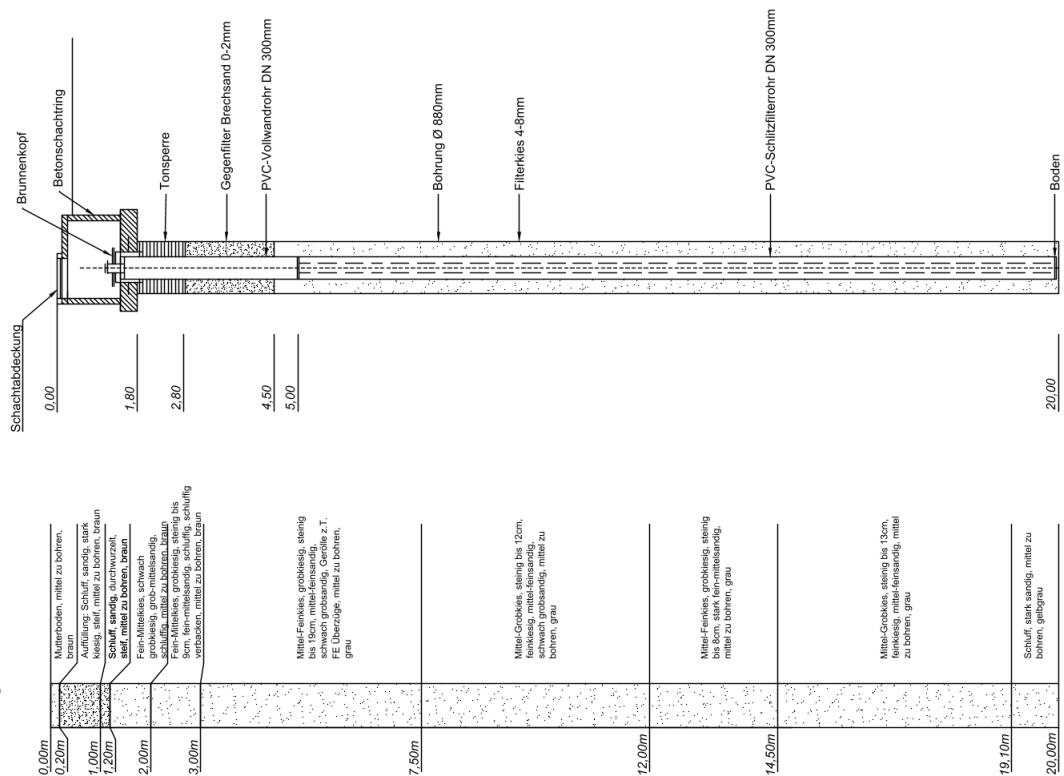 Schachtabdeckung
Brunnenkopf
Betonschachtring
Tonsperre
Gegenfilter Brechsand 0-2mm
PVC-Vollwandrohr DN 300mm
Bohrung Ø 880mm
Filterkies 4-8mm
PVC-Schlitzfilterrohr DN 300mm
Boden
0,00
1,80
2,80
4,50
5,00
20,00
Mutterboden, mittel zu bohren,
braun
Auffüllung: Schluff, sandig, stark
kiesig, steif, mittel zu bohren, braun
Schluff, sandig, durchwurzelt,
steif, mittel zu bohren, braun
Fein-Mittelkies, schwach
grobkiesig, grob-mittelsandig,
schluffig, mittel zu bohren, braun
Fein-Mittelkies, grobkiesig, steinig bis
9cm, fein-mittelsandig, schluffig, schluffig
verbacken, mittel zu bohren, braun
Mittel-Feinkies, grobkiesig, steinig
bis 19cm, mittel-feinsandig,
schwach grobsandig, Gerölle z.T.
FE Überzüge, mittel zu bohren,
grau
Mittel-Grobkies, steinig bis 12cm,
feinkiesig, mittel-feinsandig,
schwach grobsandig, mittel zu
bohren, grau
Mittel-Feinkies, grobkiesig, steinig
bis 8cm, stark fein-mittelsandig,
mittel zu bohren, grau
Mittel-Grobkies, steinig bis 13cm,
feinkiesig, mittel-feinsandig, mittel
zu bohren, grau
Schluff, stark sandig, mittel zu
bohren, gelbgrau
0,00m
0,20m
1,00m
1,20m
2,00m
3,00m
7,50m
12,00m
14,50m
19,10m
20,00m